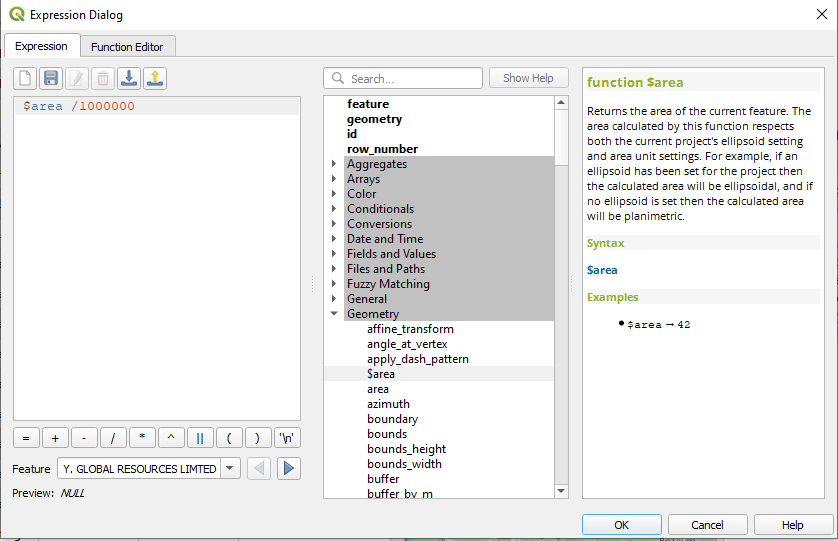 Expression Dialog
Expression
Function Editor
Search...
Show Help
$area /1000000
feature
geometry
id
row_number
Aggregates
Arrays
Color
Conditionals
Conversions
Date and Time
Fields and Values
Files and Paths
Fuzzy Matching
General
Geometry
affine_transform
angle_at_vertex
apply_dash_pattern
$area
area
azimuth
boundary
bounds
bounds_height
bounds_width
buffer
buffer_by_m
function $area
Returns the area of the current feature. The
area calculated by this function respects
both the current project's ellipsoid setting
and area unit settings. For example, if an
ellipsoid has been set for the project then
the calculated area will be ellipsoidal, and if
no ellipsoid is set then the calculated area
will be planimetric.
Syntax
$area
Examples
• $area → 42
= + - / * ^ || ( ) '\n'
Feature Y. GLOBAL RESOURCES LIMTED
Preview: NULL
OK
Cancel
Help